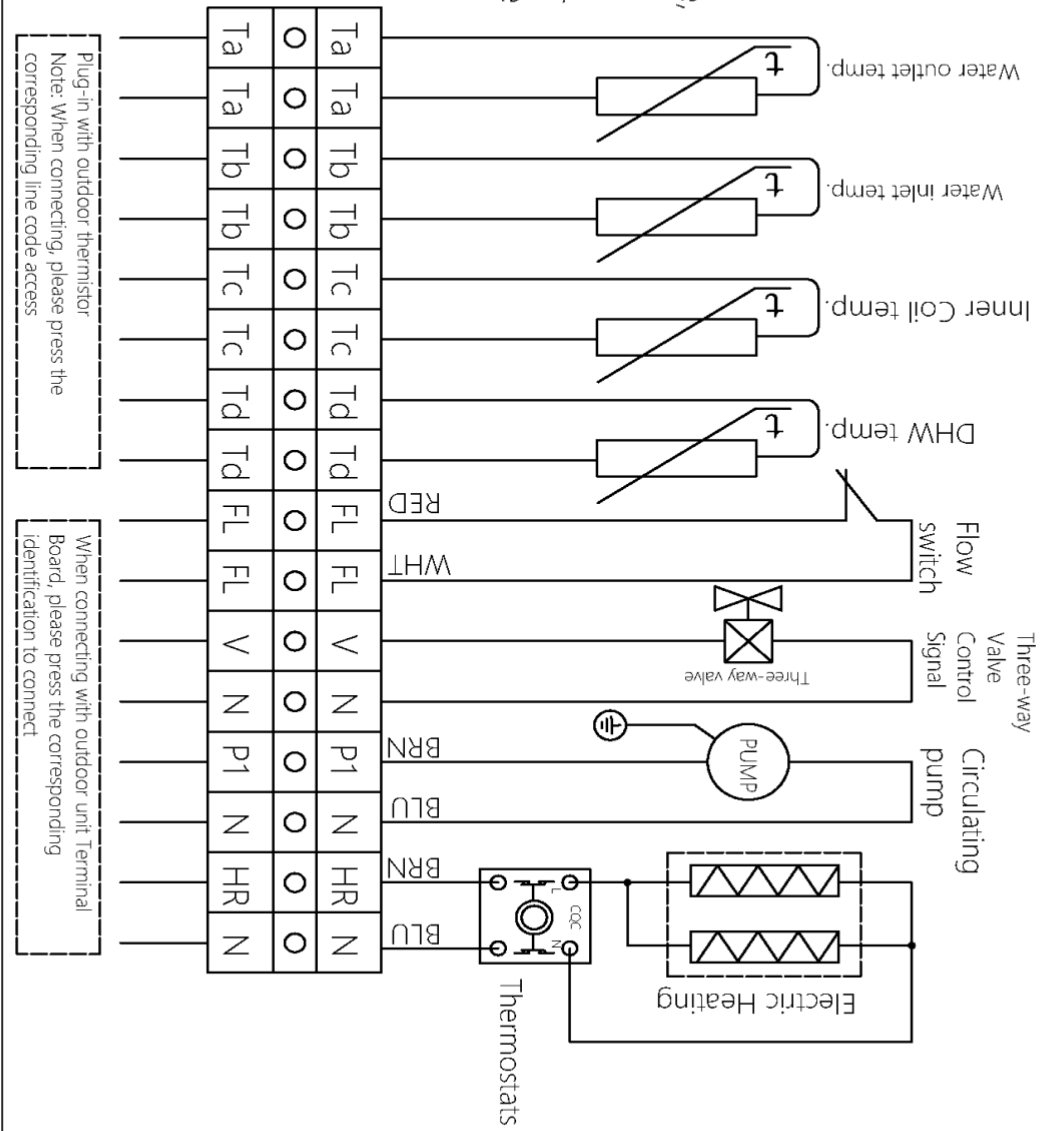 Ta
Ta
Water outlet temp.
t
Ta
Ta
Tb
Tb
Water inlet temp.
t
Tb
Tb
Tc
Tc
Inner Coil temp.
t
Tc
Tc
Td
Td
DHW temp.
t
Td
Td
Plug-in with outdoor thermistor
Note: When connecting, please press the
corresponding line code access
FL
FL
RED
Flow
switch
FL
FL
WHT
V
V
Three-way valve
Three-way
Valve
Control
Signal
N
N
P1
P1
BRN
PUMP
Circulating
pump
N
N
BLU
HR
HR
BRN
L
CQC
N
N
N
BLU
Thermostats
Electric Heating
When connecting with outdoor unit Terminal
Board, please press the corresponding
identification to connect